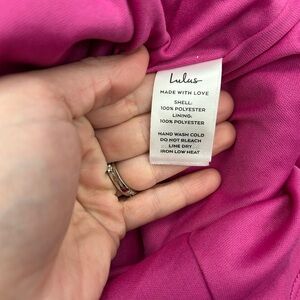 Lulus
MADE WITH LOVE
SHELL:
100% POLYESTER
LINING:
100% POLYESTER
HAND WASH COLD
DO NOT BLEACH
LINE DRY
IRON LOW HEAT